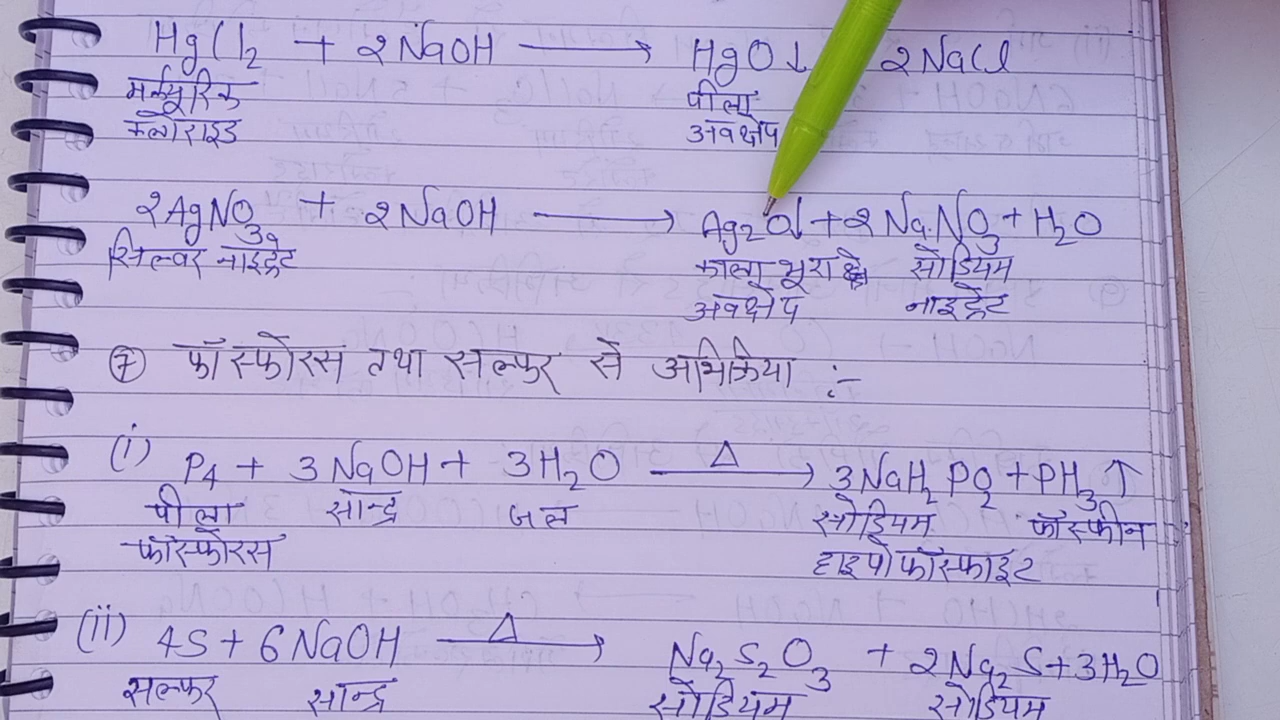 HgCl₂ + 2NaOH ⟶ HgO↓ 2NaCl
मर्क्यूरिक पीला
क्लोराइड अवक्षेप
2AgNO₃ + 2NaOH ⟶ Ag₂O↓ + 2NaNO₃ + H₂O
सिल्वर नाइट्रेट काला भूरा सोडियम
अवक्षेप नाइट्रेट
⑦ फॉस्फोरस तथा सल्फर से अभिक्रिया :-
(i) P₄ + 3NaOH + 3H₂O —Δ→ 3NaH₂PO₂ + PH₃↑
पीला सान्द्र जल सोडियम फॉस्फीन
फॉस्फोरस हाइपोफॉस्फाइट
(ii) 4S + 6NaOH —Δ→ Na₂S₂O₃ + 2Na₂S + 3H₂O
सल्फर सान्द्र सोडियम सोडियम